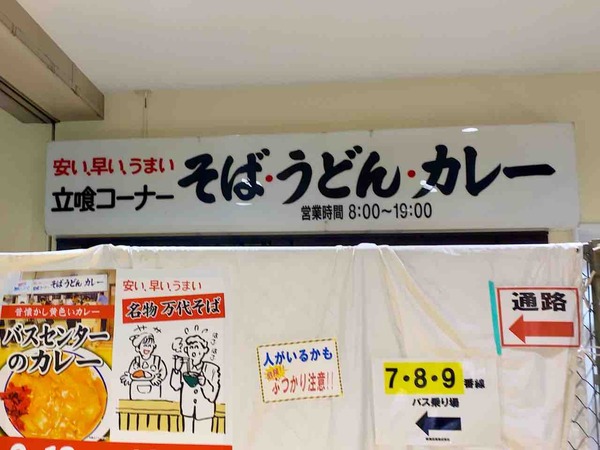 安い、早い、うまい
立喰コーナー
そば・うどん・カレー
営業時間 8:00〜19:00
そばうどん カレー
昔懐かし黄色いカレー
バスセンター
のカレー
安い、早い、うまい
名物 万代そば
人がいるかも
ぶつかり注意!!
7・8・9 番線
バス乗り場
通路